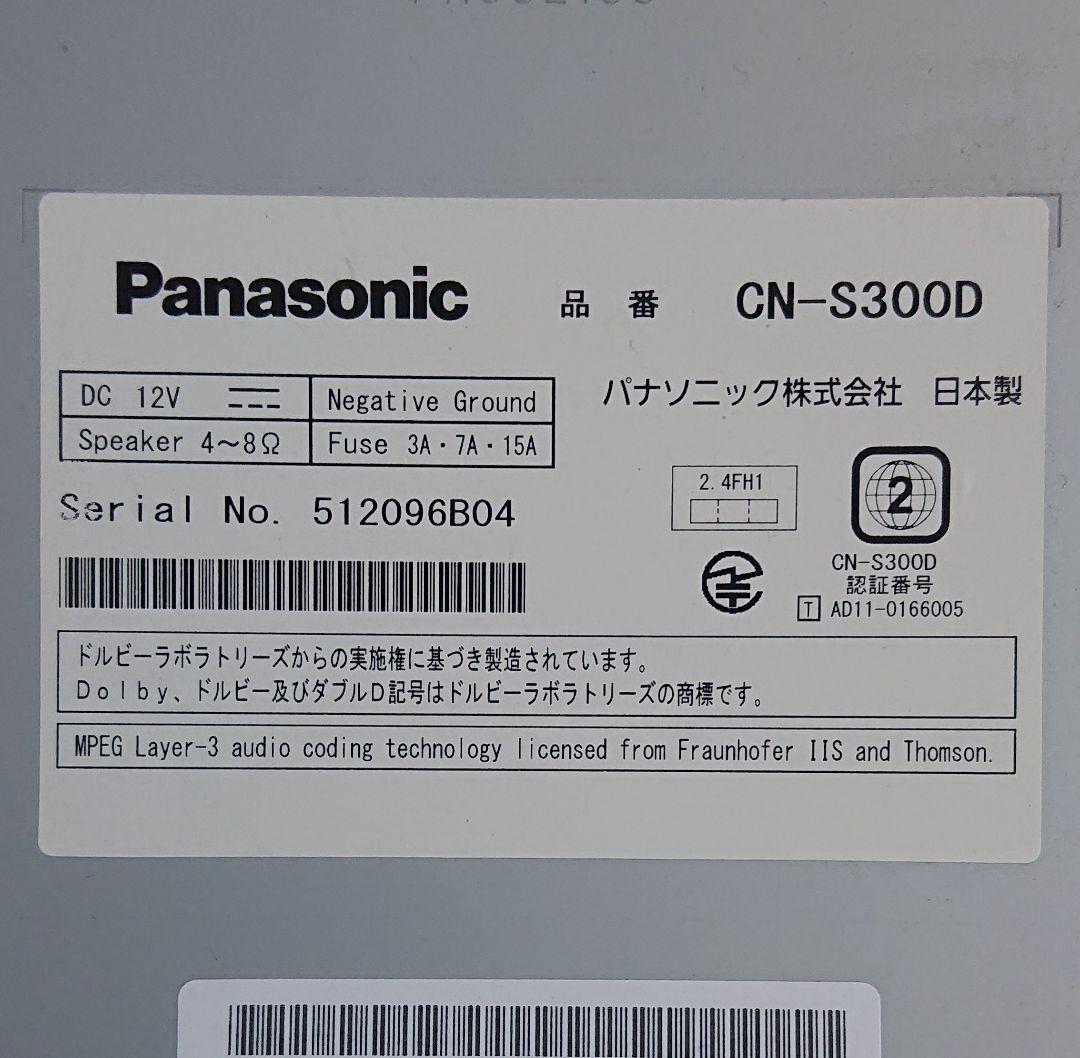 Panasonic 品番 CN-S300D
DC 12V Negative Ground
Speaker 4～8Ω Fuse 3A・7A・15A
パナソニック株式会社 日本製
Serial No. 512096B04
2.4FH1
2
CN-S300D
認証番号
T AD11-0166005
ドルビーラボラトリーズからの実施権に基づき製造されています。
Dolby、ドルビー及びダブルD記号はドルビーラボラトリーズの商標です。
MPEG Layer-3 audio coding technology licensed from Fraunhofer IIS and Thomson.